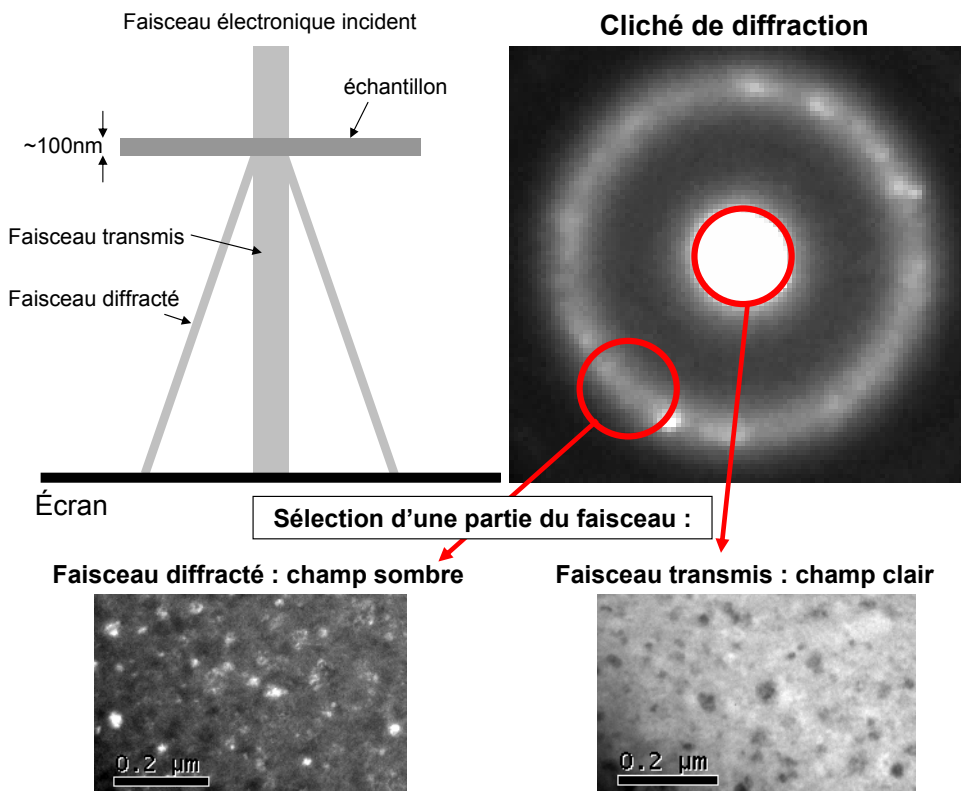 Faisceau électronique incident
Cliché de diffraction
échantillon
~100nm
Faisceau transmis
Faisceau diffracté
Écran
Sélection d’une partie du faisceau :
Faisceau diffracté : champ sombre
Faisceau transmis : champ clair
0.2 µm
0.2 µm